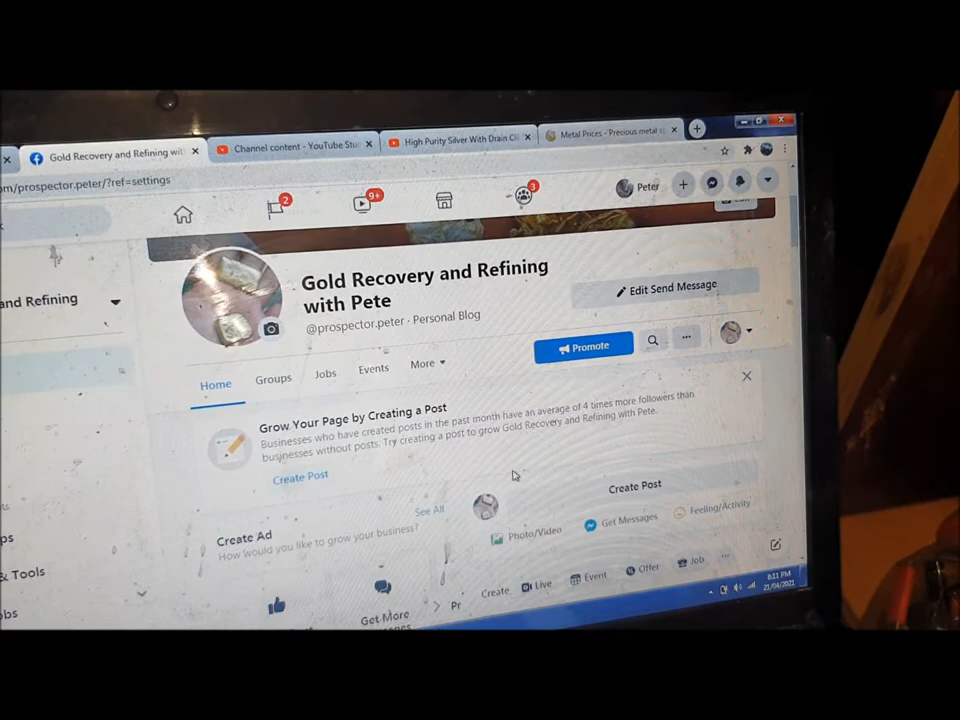 Gold Recovery and Refining wit
Channel content - YouTube Stu
High Purity Silver With Drain Cl
Metal Prices - Precious metal s
om/prospector.peter/?ref=settings
2
9+
3
Peter
and Refining
Gold Recovery and Refining
with Pete
@prospector.peter · Personal Blog
Edit Send Message
Promote
Home
Groups
Jobs
Events
More
Grow Your Page by Creating a Post
Businesses who have created posts in the past month have an average of 4 times more followers than
businesses without posts. Try creating a post to grow Gold Recovery and Refining with Pete.
Create Post
See All
Create Ad
How would you like to grow your business?
Create Post
Photo/Video
Get Messages
Feeling/Activity
Create
Live
Event
Offer
Job
Get More
Pr
& Tools
8:11 PM
21/04/2021